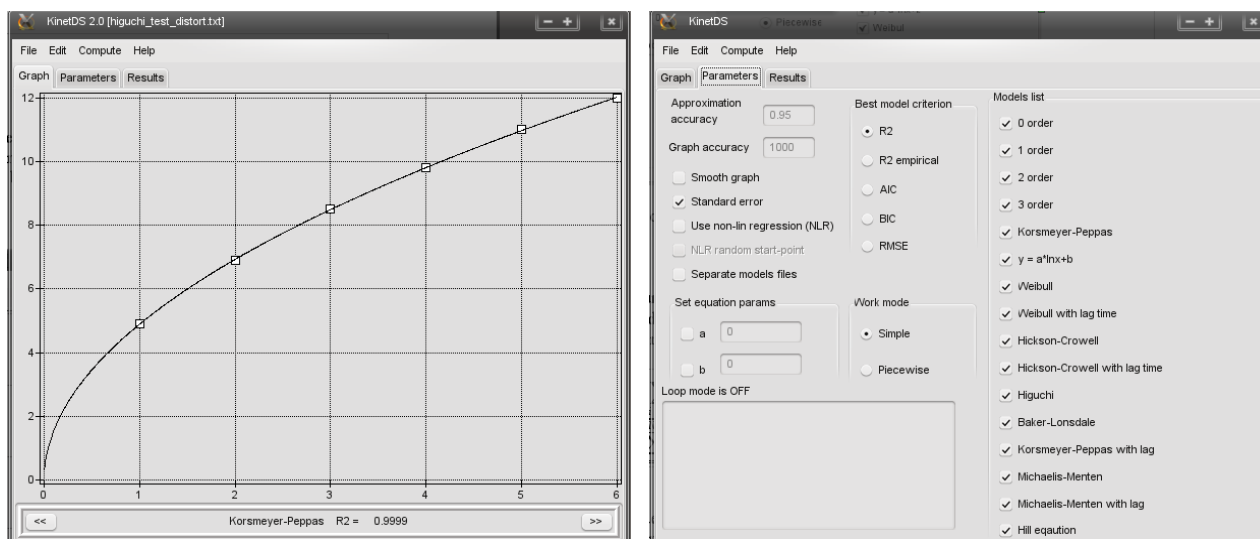 KinetDS 2.0 [higuchi_test_distort.txt]
File Edit Compute Help
Graph Parameters Results
12
10
8
6
4
2
0
0 1 2 3 4 5 6
<< Korsmeyer-Peppas R2 = 0.9999 >>
KinetDS
Piecewise
Weibul
File Edit Compute Help
Graph Parameters Results
Approximation
accuracy
0.95
Graph accuracy 1000
Smooth graph
Standard error
Use non-lin regression (NLR)
NLR random start-point
Separate models files
Set equation params
a 0
b 0
Loop mode is OFF
Best model criterion
R2
R2 empirical
AIC
BIC
RMSE
Work mode
Simple
Piecewise
Models list
0 order
1 order
2 order
3 order
Korsmeyer-Peppas
y = a*lnx+b
Weibull
Weibull with lag time
Hickson-Crowell
Hickson-Crowell with lag time
Higuchi
Baker-Lonsdale
Korsmeyer-Peppas with lag
Michaelis-Menten
Michaelis-Menten with lag
Hill eqaution